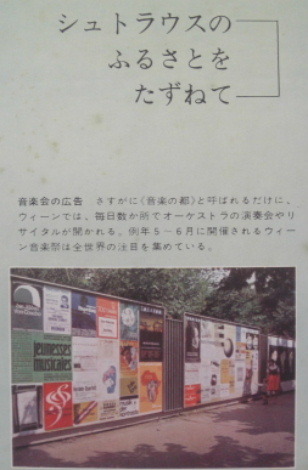 シュトラウスの
ふるさとを
たずねて
音楽会の広告　さすがに〈音楽の都〉と呼ばれるだけに、
ウィーンでは、毎日数か所でオーケストラの演奏会やリ
サイタルが開かれる。例年5－6月に開催されるウィー
ン音楽祭は全世界の注目を集めている。
jeunesses
musicales